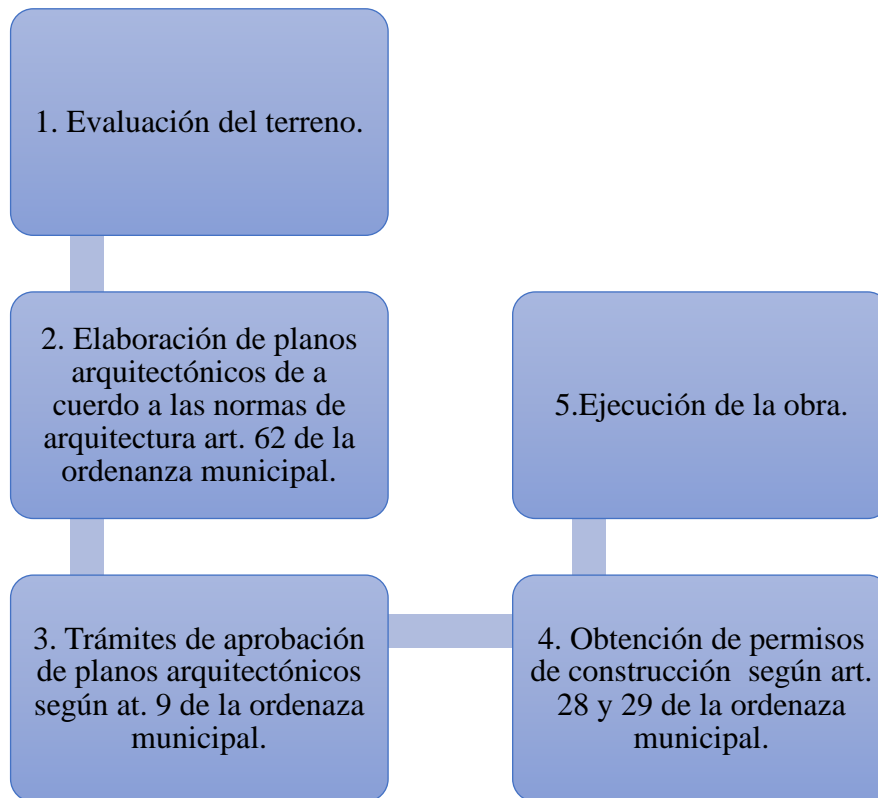 1. Evaluación del terreno.
2. Elaboración de planos
arquitectónicos de a
cuerdo a las normas de
arquitectura art. 62 de la
ordenanza municipal.
3. Trámites de aprobación
de planos arquitectónicos
según at. 9 de la ordenaza
municipal.
4. Obtención de permisos
de construcción  según art.
28 y 29 de la ordenaza
municipal.
5.Ejecución de la obra.